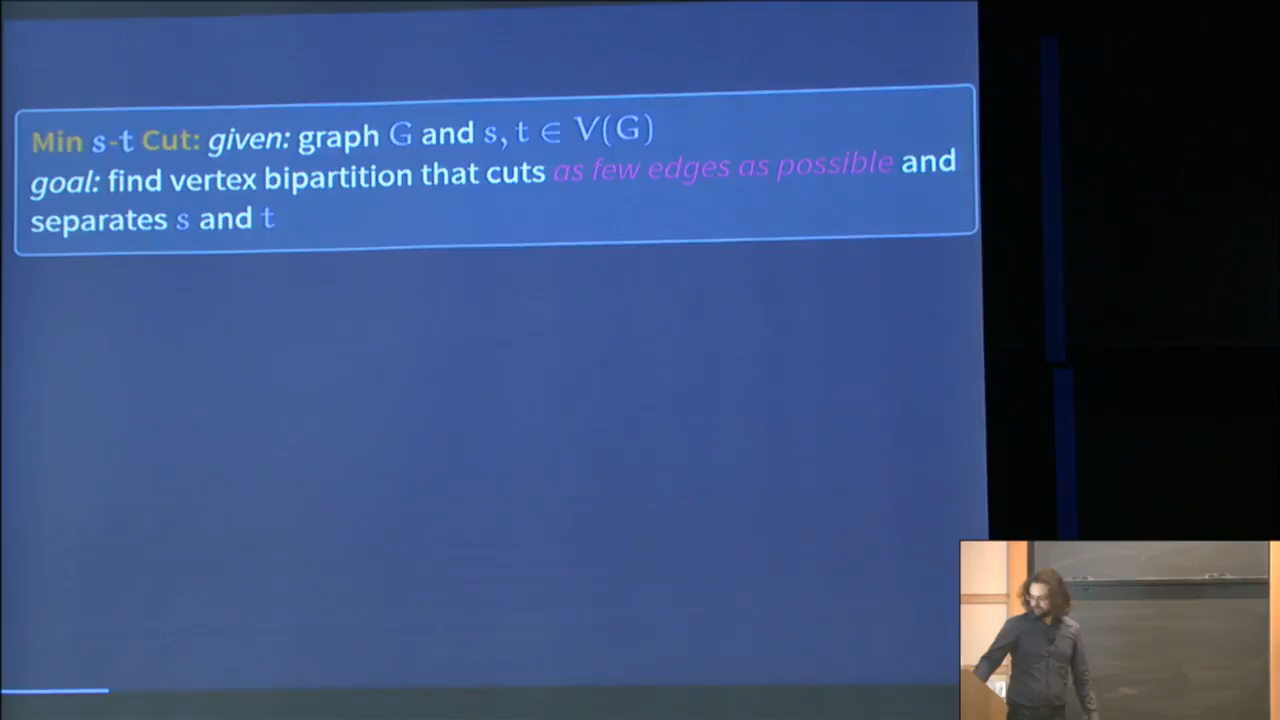 Min s-t Cut: given: graph G and s, t ∈ V(G)
goal: find vertex bipartition that cuts as few edges as possible and
separates s and t